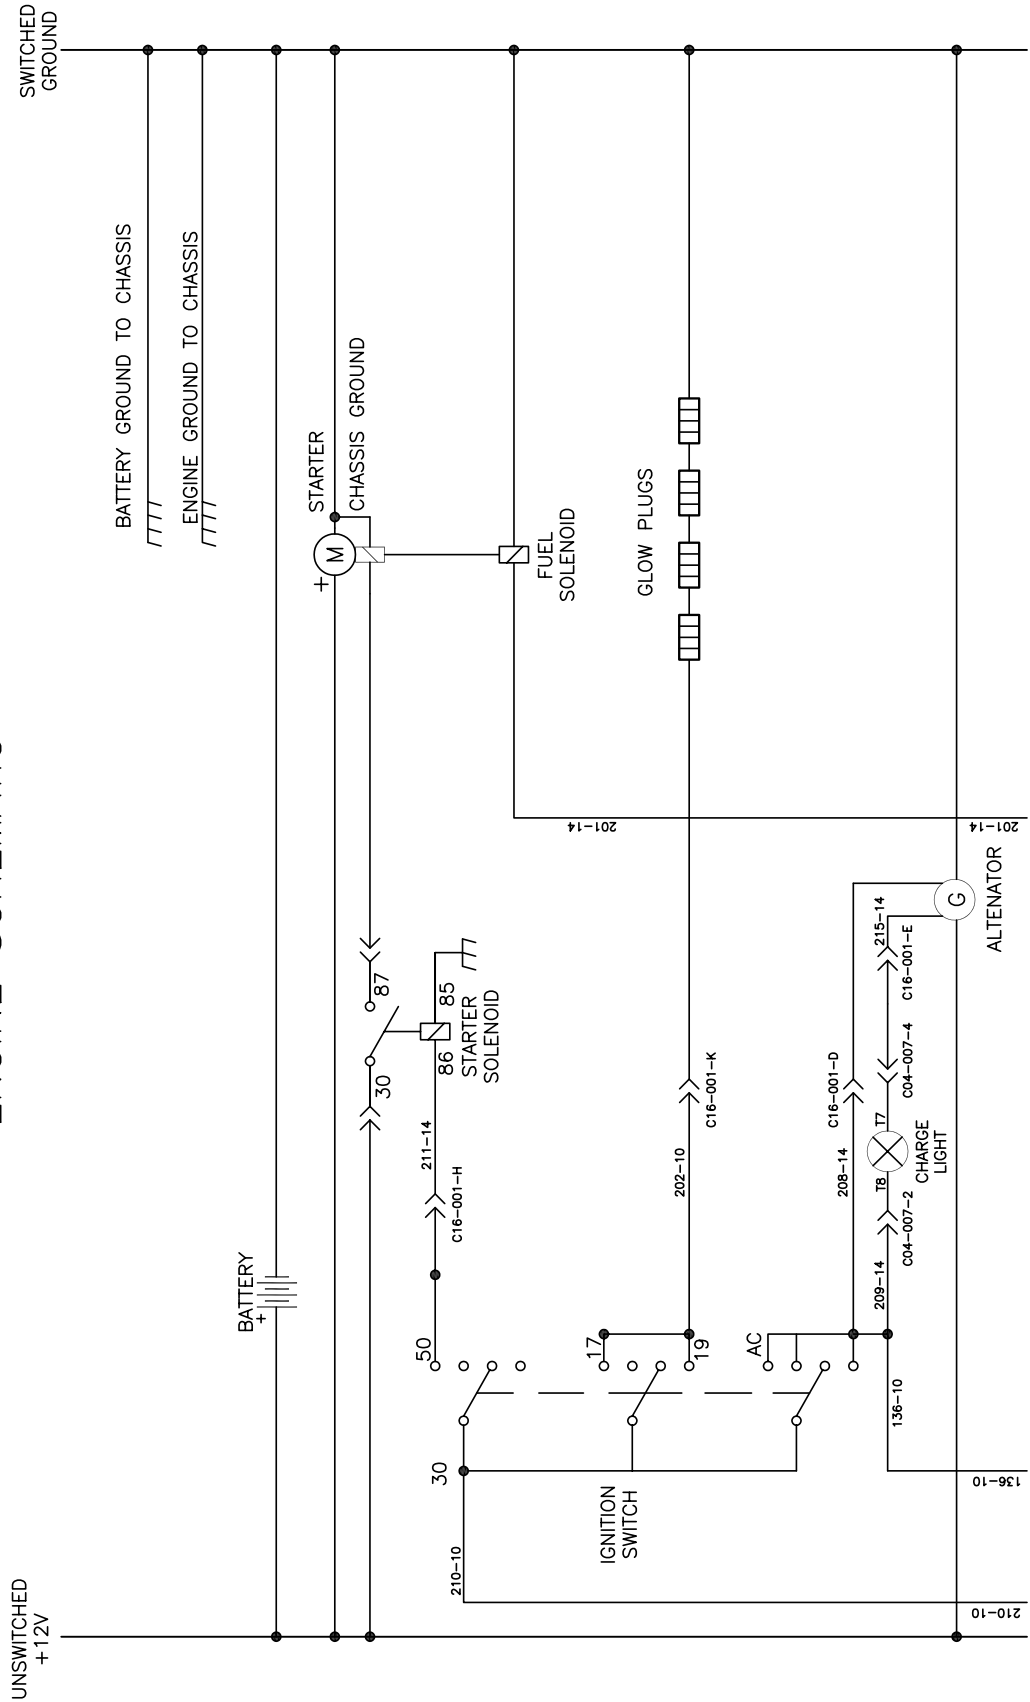 SWITCHED
GROUND
BATTERY GROUND TO CHASSIS
ENGINE GROUND TO CHASSIS
STARTER
CHASSIS GROUND
+
M
FUEL
SOLENOID
GLOW PLUGS
201-14
201-14
ALTENATOR
G
215-14
C16-001-E
87
85
86
30
STARTER
SOLENOID
211-14
C16-001-H
C16-001-K
202-10
C16-001-D
208-14
C04-007-4
T7
CHARGE
LIGHT
T8
C04-007-2
209-14
BATTERY
+
50
17
19
AC
136-10
136-10
30
IGNITION
SWITCH
210-10
210-10
UNSWITCHED
+12V